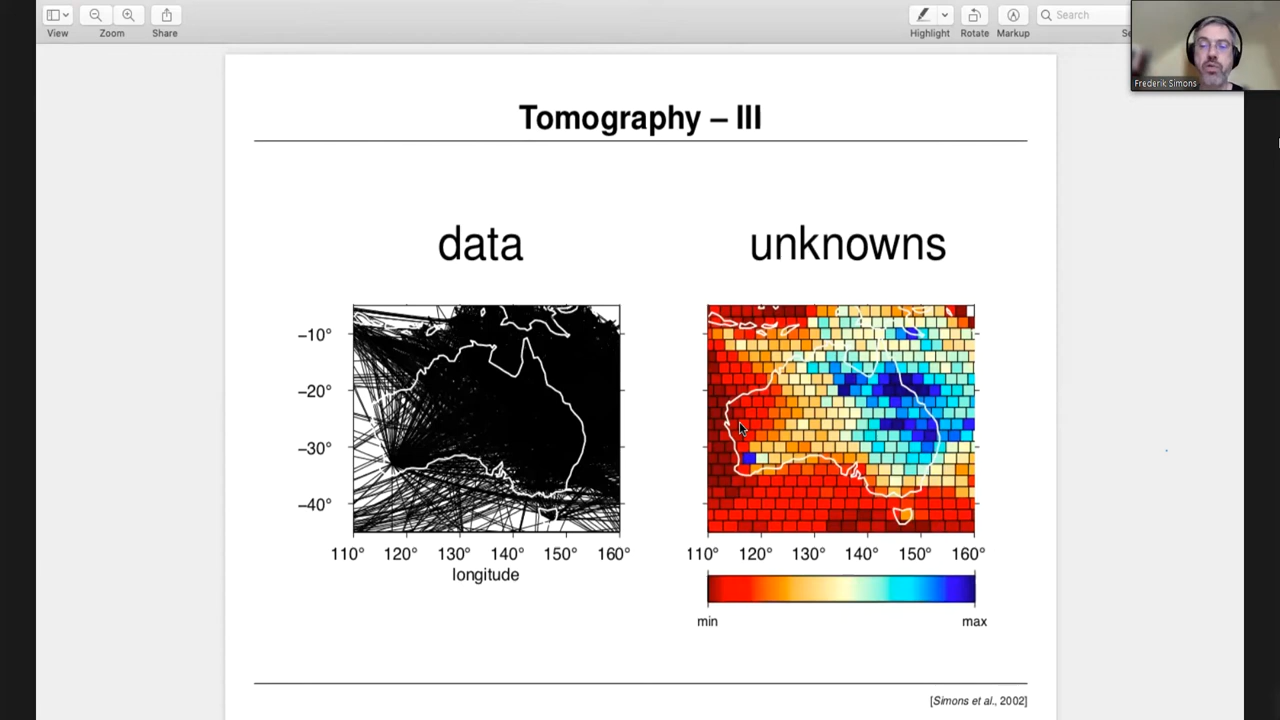 View
Zoom
Share
Highlight
Rotate
Markup
Search
Frederik Simons
Tomography – III
data
unknowns
−10°
−20°
−30°
−40°
110° 120° 130° 140° 150° 160°
longitude
110° 120° 130° 140° 150° 160°
min
max
[Simons et al., 2002]